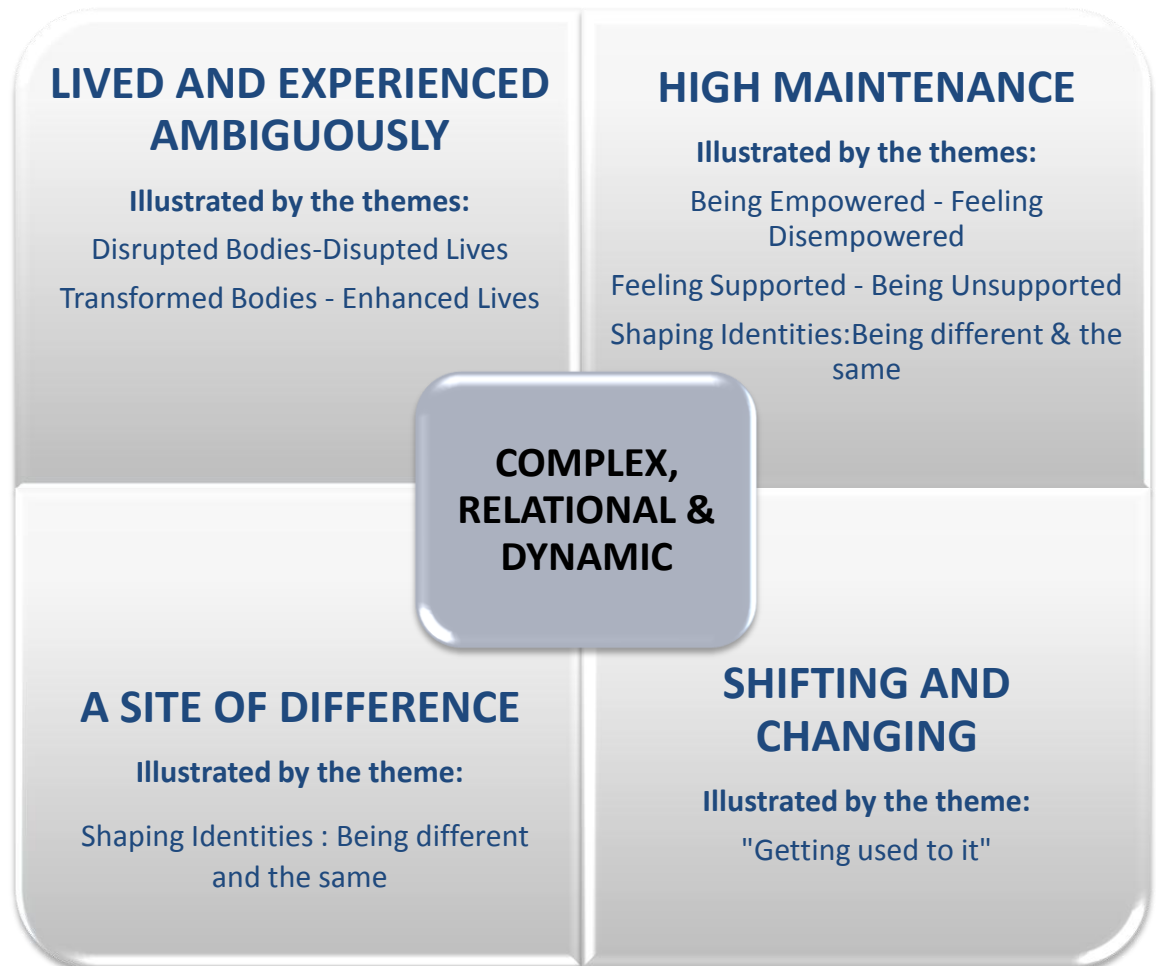 LIVED AND EXPERIENCED
AMBIGUOUSLY
Illustrated by the themes:
Disrupted Bodies-Disupted Lives
Transformed Bodies - Enhanced Lives
HIGH MAINTENANCE
Illustrated by the themes:
Being Empowered - Feeling
Disempowered
Feeling Supported - Being Unsupported
Shaping Identities:Being different & the
same
COMPLEX,
RELATIONAL &
DYNAMIC
A SITE OF DIFFERENCE
Illustrated by the theme:
Shaping Identities : Being different
and the same
SHIFTING AND
CHANGING
Illustrated by the theme:
"Getting used to it"